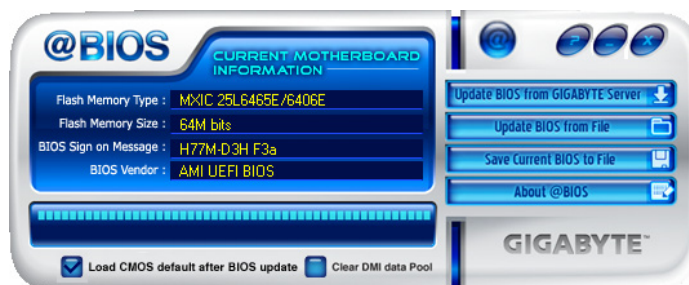 @BIOS
CURRENT MOTHERBOARD
INFORMATION
Flash Memory Type : MXIC 25L6465E/6406E
Flash Memory Size : 64M bits
BIOS Sign on Message : H77M-D3H F3a
BIOS Vendor : AMI UEFI BIOS
Load CMOS default after BIOS update Clear DMI data Pool
@ ? _ X
Update BIOS from GIGABYTE Server
Update BIOS from File
Save Current BIOS to File
About @BIOS
GIGABYTE™